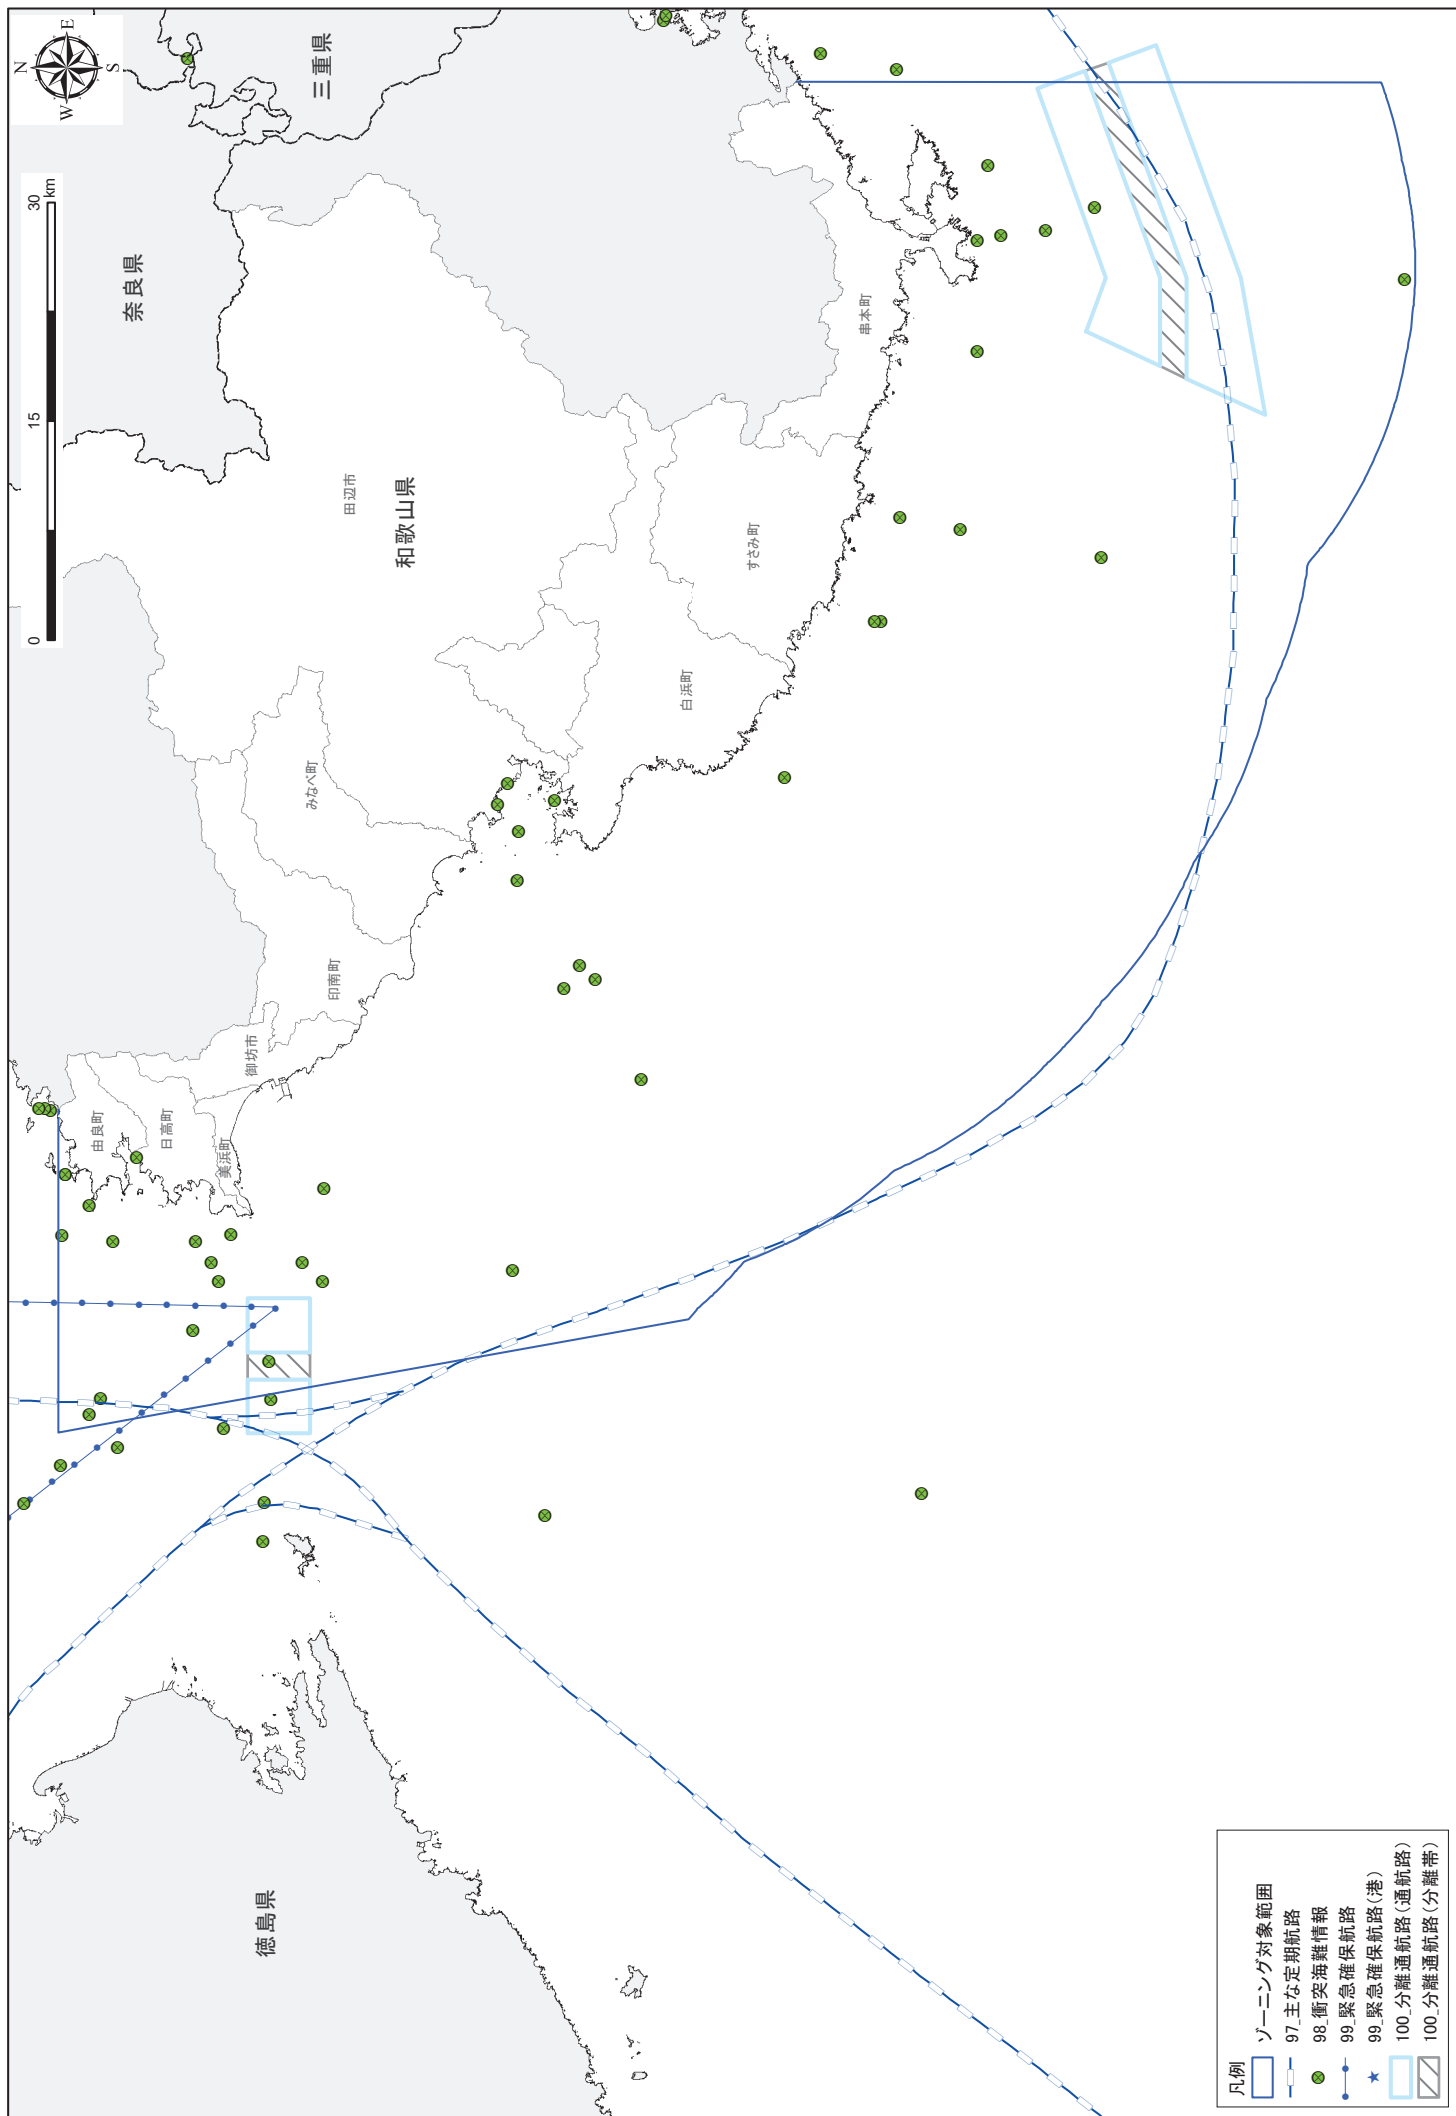 N
W
E
S
0
15
30
km
奈良県
三重県
和歌山県
徳島県
田辺市
みなべ町
印南町
御坊市
由良町
日高町
美浜町
白浜町
すさみ町
串本町
凡例
ゾーニング対象範囲
97_主な定期航路
98_衝突海難情報
99_緊急確保航路
99_緊急確保航路(港)
100_分離通航路(通航路)
100_分離通航路(分離帯)